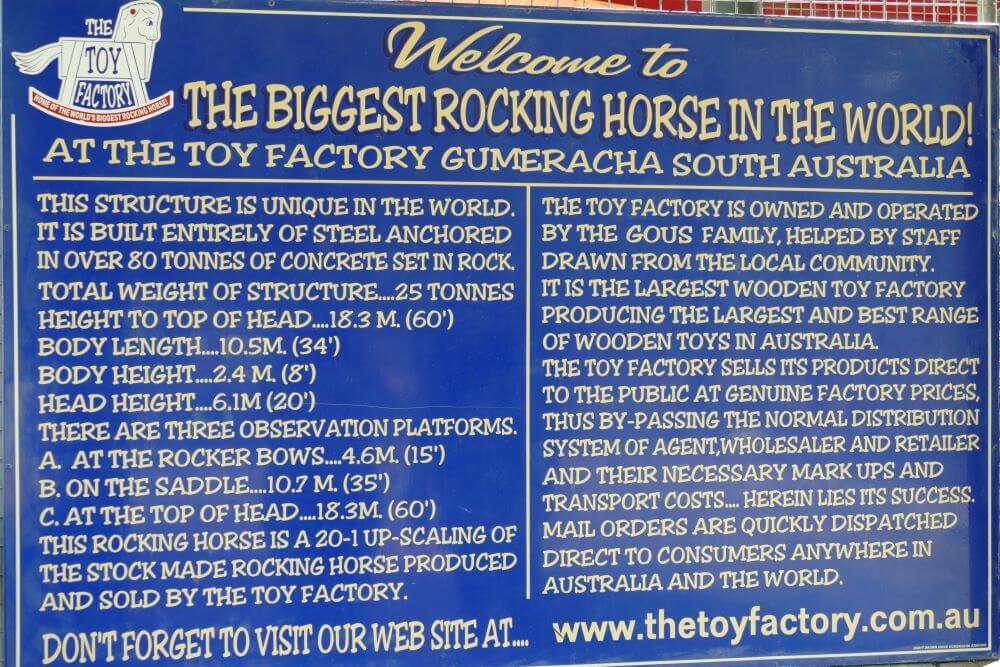 THE
TOY
FACTORY
HOME OF THE WORLD'S BIGGEST ROCKING HORSE!
Welcome to
THE BIGGEST ROCKING HORSE IN THE WORLD!
AT THE TOY FACTORY GUMERACHA SOUTH AUSTRALIA
THIS STRUCTURE IS UNIQUE IN THE WORLD.
IT IS BUILT ENTIRELY OF STEEL ANCHORED
IN OVER 80 TONNES OF CONCRETE SET IN ROCK.
TOTAL WEIGHT OF STRUCTURE....25 TONNES
HEIGHT TO TOP OF HEAD....18.3 M. (60')
BODY LENGTH....10.5M. (34')
BODY HEIGHT....2.4 M. (8')
HEAD HEIGHT....6.1M (20')
THERE ARE THREE OBSERVATION PLATFORMS.
A. AT THE ROCKER BOWS....4.6M. (15')
B. ON THE SADDLE....10.7 M. (35')
C. AT THE TOP OF HEAD....18.3M. (60')
THIS ROCKING HORSE IS A 20-1 UP-SCALING OF
THE STOCK MADE ROCKING HORSE PRODUCED
AND SOLD BY THE TOY FACTORY.
THE TOY FACTORY IS OWNED AND OPERATED
BY THE GOUS FAMILY, HELPED BY STAFF
DRAWN FROM THE LOCAL COMMUNITY.
IT IS THE LARGEST WOODEN TOY FACTORY
PRODUCING THE LARGEST AND BEST RANGE
OF WOODEN TOYS IN AUSTRALIA.
THE TOY FACTORY SELLS ITS PRODUCTS DIRECT
TO THE PUBLIC AT GENUINE FACTORY PRICES,
THUS BY-PASSING THE NORMAL DISTRIBUTION
SYSTEM OF AGENT,WHOLESALER AND RETAILER
AND THEIR NECESSARY MARK UPS AND
TRANSPORT COSTS.... HEREIN LIES ITS SUCCESS.
MAIL ORDERS ARE QUICKLY DISPATCHED
DIRECT TO CONSUMERS ANYWHERE IN
AUSTRALIA AND THE WORLD.
DON'T FORGET TO VISIT OUR WEB SITE AT....
www.thetoyfactory.com.au